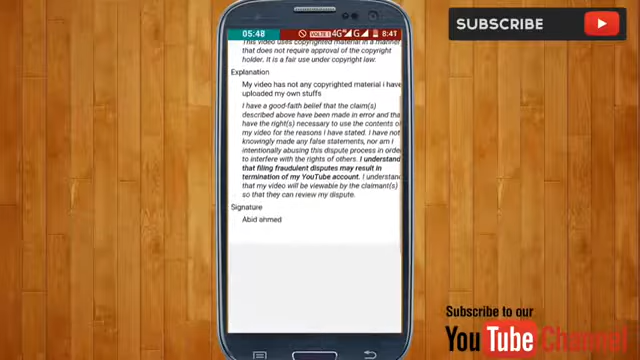 SUBSCRIBE
05:48
VOLTE 1 4G G 8:41
This video uses copyrighted material in a manner
that does not require approval of the copyright
holder. It is a fair use under copyright law.
Explanation
My video has not any copyrighted material i have
uploaded my own stuffs
I have a good-faith belief that the claim(s)
described above have been made in error and tha
have the right(s) necessary to use the contents o
my video for the reasons I have stated. I have not
knowingly made any false statements, nor am I
intentionally abusing this dispute process in order
to interfere with the rights of others. I understand
that filing fraudulent disputes may result in
termination of my YouTube account. I understand
that my video will be viewable by the claimant(s)
so that they can review my dispute.
Signature
Abid ahmed
Subscribe to our
YouTube Channel